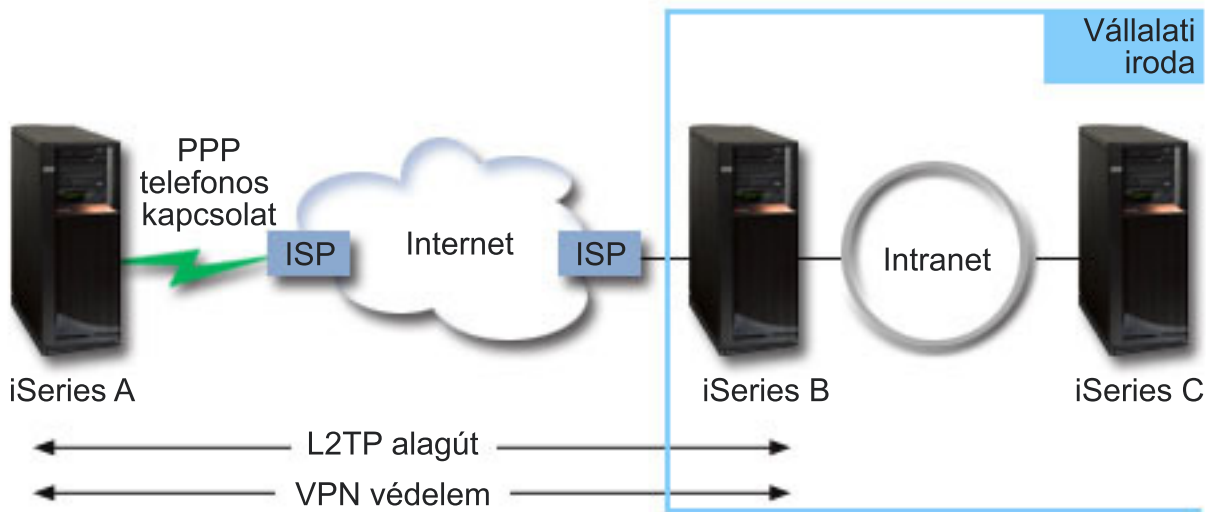 Vállalati
iroda
PPP
telefonos
kapcsolat
ISP
Internet
ISP
Intranet
iSeries A
iSeries B
iSeries C
L2TP alagút
VPN védelem